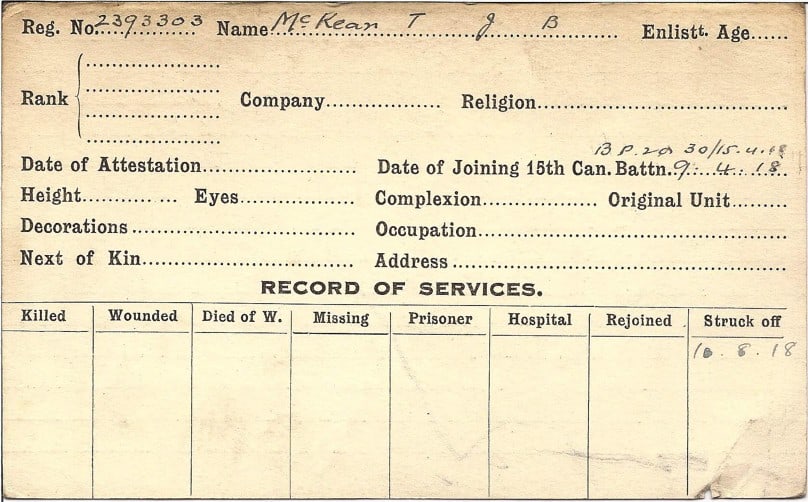 Reg. No. 2393303 Name McKean T J B Enlistt. Age......
Rank Company.................. Religion....................................
B P. 20 30/15.4.18
Date of Attestation...................... Date of Joining 15th Can. Battn. 9. 4. 18
Height.............. Eyes................. Complexion................. Original Unit.........
Decorations................................ Occupation.............................................
Next of Kin................................ Address.................................................
RECORD OF SERVICES.
Killed Wounded Died of W. Missing Prisoner Hospital Rejoined Struck off
10. 8. 18